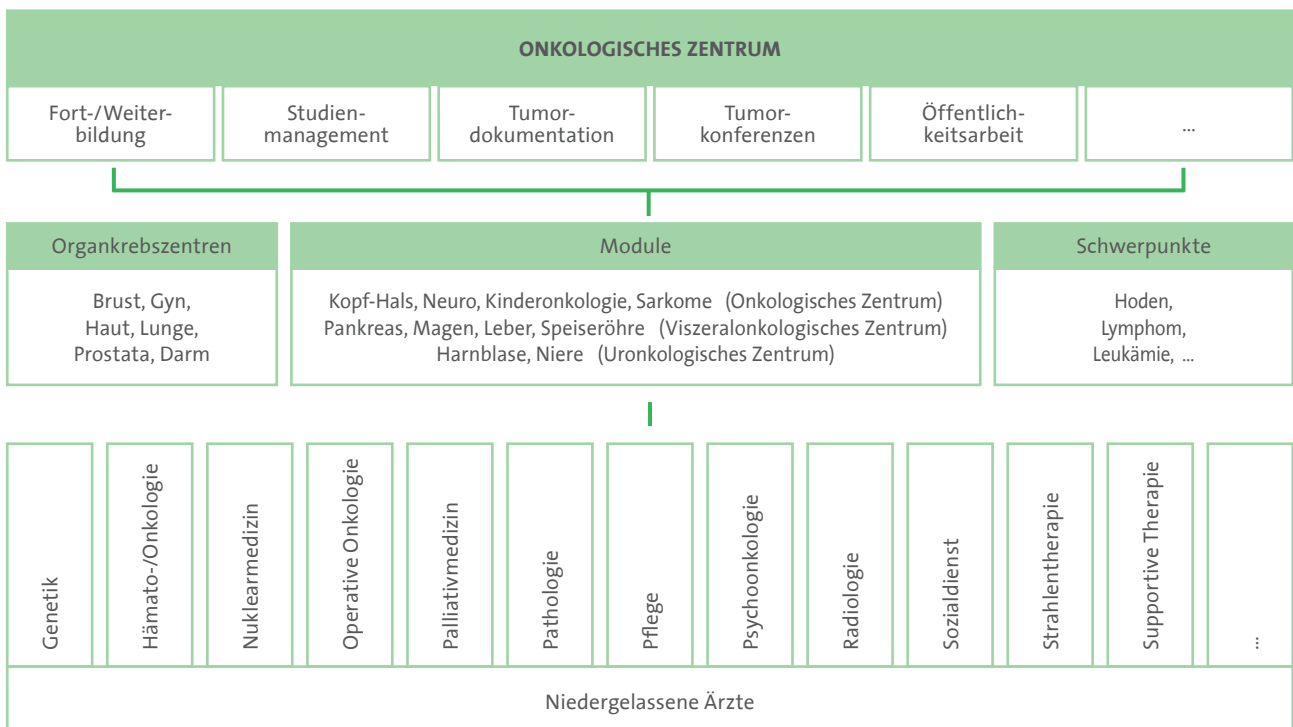 ONKOLOGISCHES ZENTRUM
Fort-/Weiter-
bildung
Studien-
management
Tumor-
dokumentation
Tumor-
konferenzen
Öffentlich-
keitsarbeit
...
Organkrebszentren
Brust, Gyn,
Haut, Lunge,
Prostata, Darm
Module
Kopf-Hals, Neuro, Kinderonkologie, Sarkome (Onkologisches Zentrum)
Pankreas, Magen, Leber, Speiseröhre (Viszeralonkologisches Zentrum)
Harnblase, Niere (Uronkologisches Zentrum)
Schwerpunkte
Hoden,
Lymphom,
Leukämie, ...
Genetik
Hämato-/Onkologie
Nuklearmedizin
Operative Onkologie
Palliativmedizin
Pathologie
Pflege
Psychoonkologie
Radiologie
Sozialdienst
Strahlentherapie
Supportive Therapie
...
Niedergelassene Ärzte